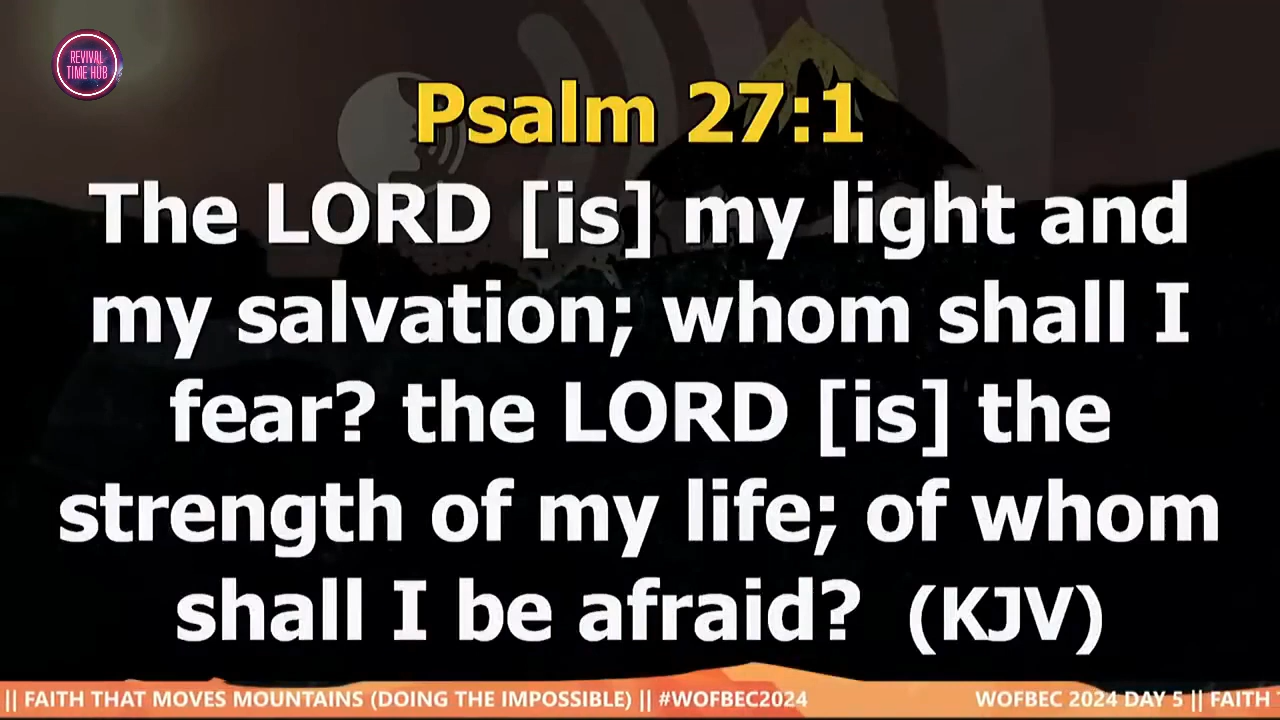 REVIVAL
TIME HUB
Psalm 27:1
The LORD [is] my light and
my salvation; whom shall I
fear? the LORD [is] the
strength of my life; of whom
shall I be afraid? (KJV)
|| FAITH THAT MOVES MOUNTAINS (DOING THE IMPOSSIBLE) || #WOFBEC2024 WOFBEC 2024 DAY 5 || FAITH